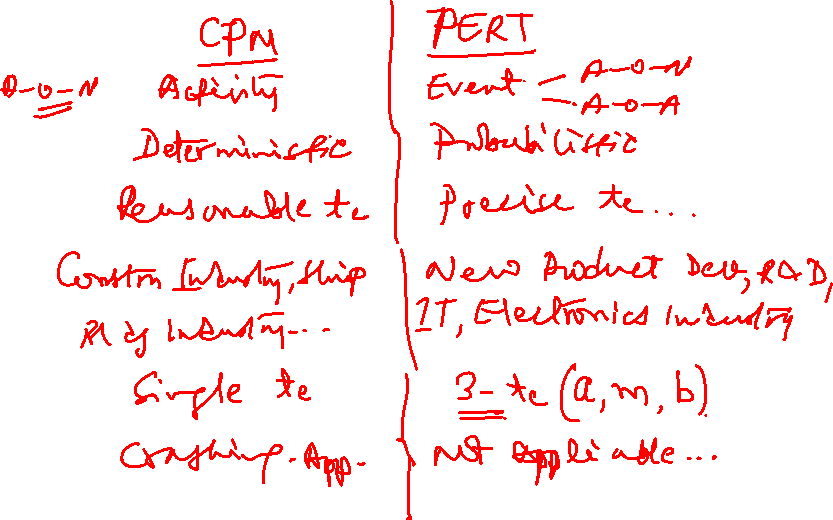 CPM PERT
A-O-N Activity Event A-O-N
A-O-A
Deterministic Probabilistic
Reasonable te Precise te...
Constrn Industry, Ship New Product Dev, R&D,
Bldg Industry... IT, Electronics industry
Single te 3- te (a, m, b)
Crashing. App. Not applicable...